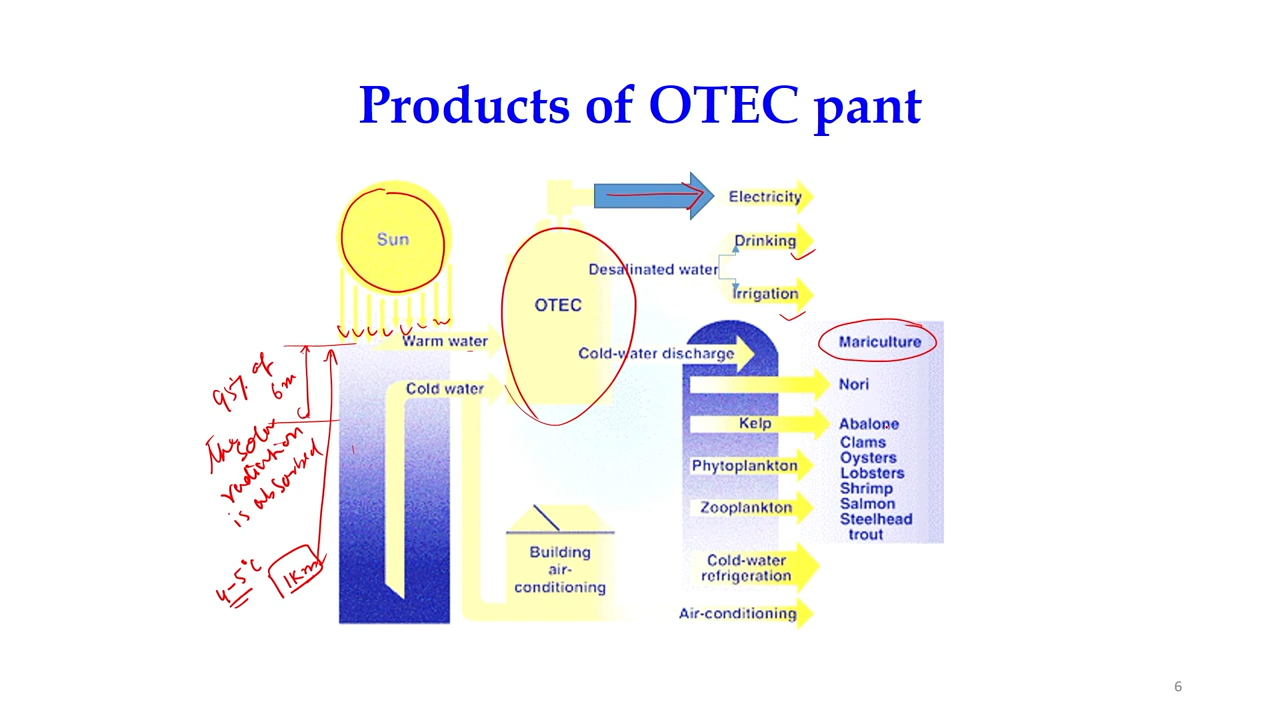 Products of OTEC pant
Sun
Electricity
Drinking
Desalinated water
Irrigation
OTEC
Warm water
Cold-water discharge
Mariculture
Cold water
Nori
Kelp
Abalone
Clams
Oysters
Lobsters
Shrimp
Salmon
Steelhead
trout
Phytoplankton
Zooplankton
Building
air-
conditioning
Cold-water
refrigeration
Air-conditioning
95% of
6m
the solar
radiation
is absorbed
4-5°C
1Km
6